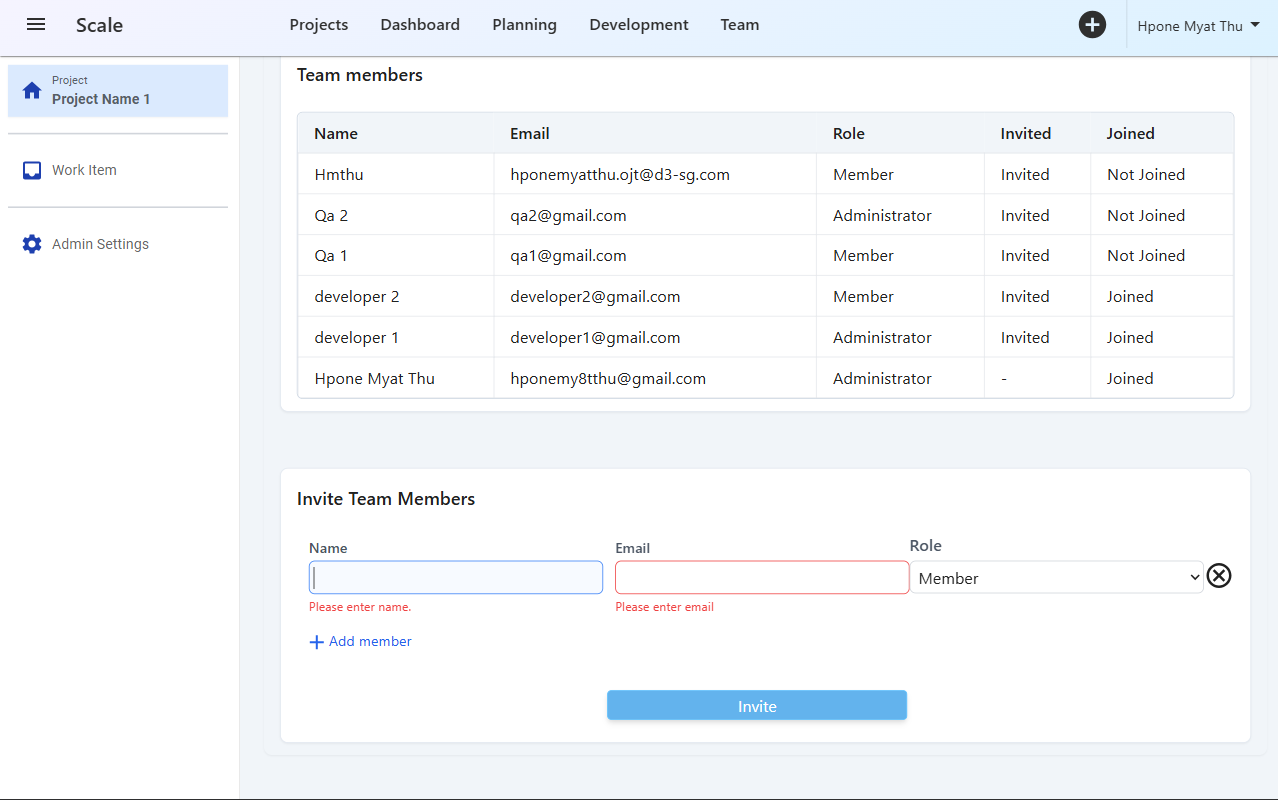 Scale Projects Dashboard Planning Development Team Hpone Myat Thu
Project
Project Name 1
Work Item
Admin Settings
Team members
Name Email Role Invited Joined
Hmthu hponemyatthu.ojt@d3-sg.com Member Invited Not Joined
Qa 2 qa2@gmail.com Administrator Invited Not Joined
Qa 1 qa1@gmail.com Member Invited Not Joined
developer 2 developer2@gmail.com Member Invited Joined
developer 1 developer1@gmail.com Administrator Invited Joined
Hpone Myat Thu hponemy8tthu@gmail.com Administrator - Joined
Invite Team Members
Name Email Role
Member
Please enter name. Please enter email
Add member
Invite